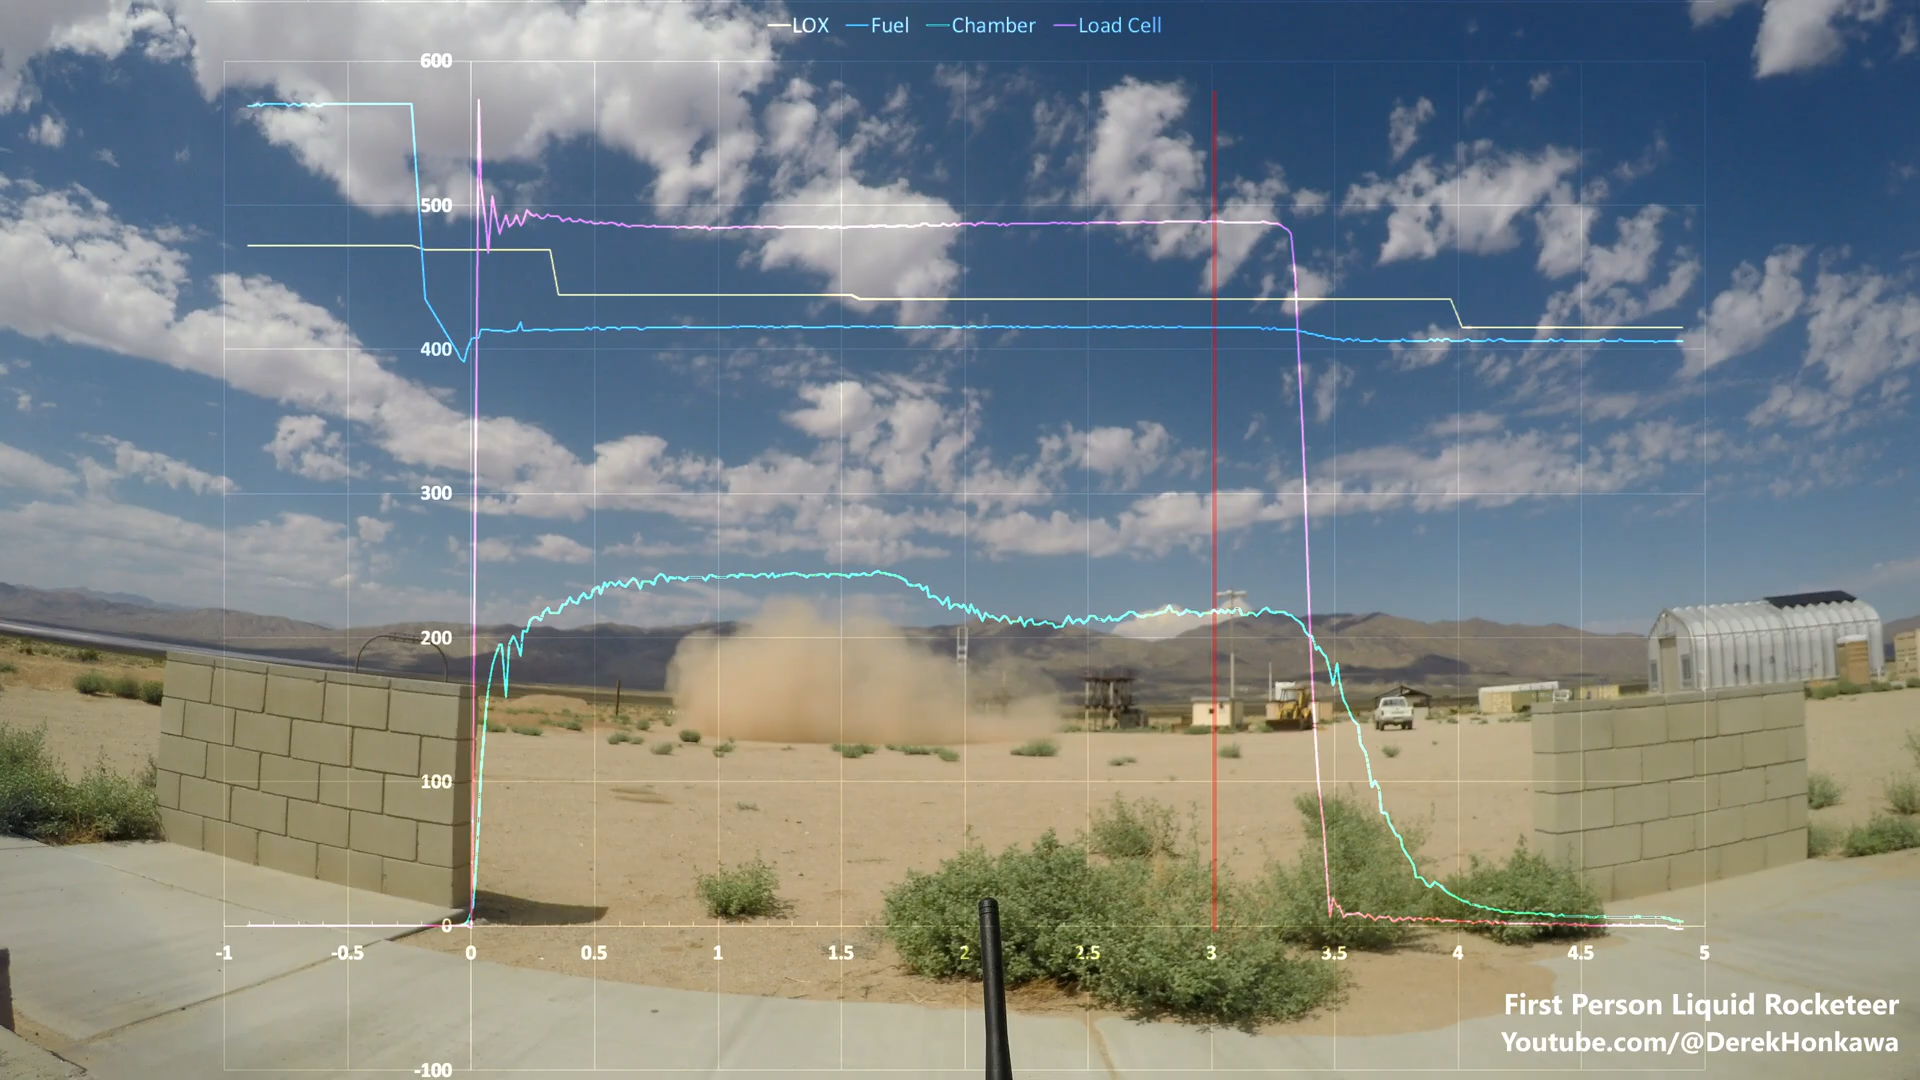 LOX Fuel Chamber Load Cell
600
500
400
300
200
100
0
-1 -0.5 0 0.5 1 1.5 2 2.5 3 3.5 4 4.5 5
-100
First Person Liquid Rocketeer
Youtube.com/@DerekHonkawa